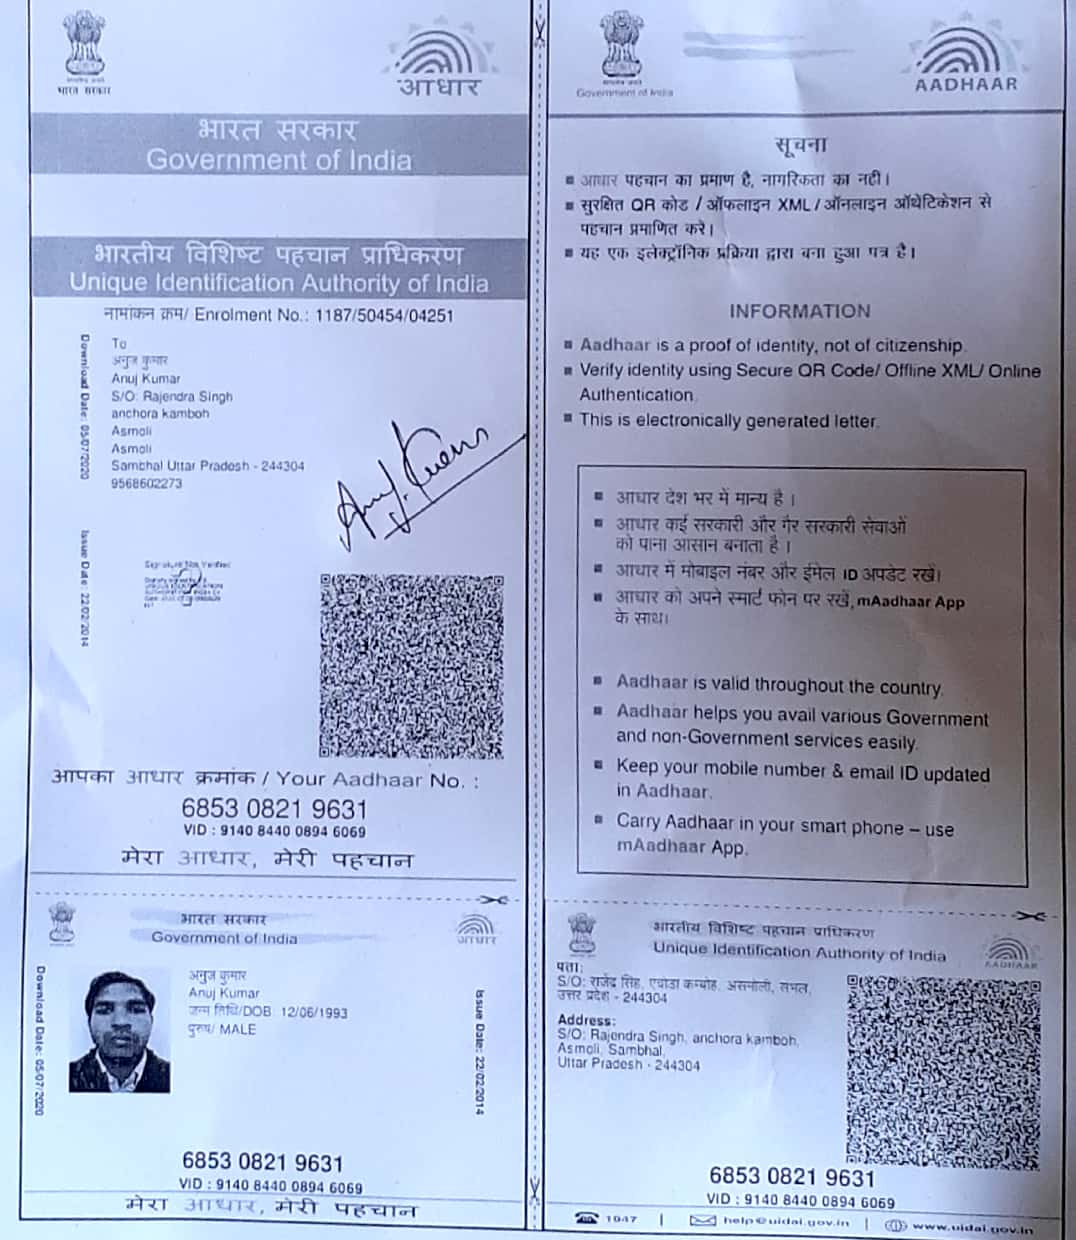 भारत सरकार
आधार
भारत सरकार
Government of India
भारतीय विशिष्ट पहचान प्राधिकरण
Unique Identification Authority of India
नामांकन क्रम/ Enrolment No.: 1187/50454/04251
Download Date: 05/07/2020
To
अनुज कुमार
Anuj Kumar
S/O: Rajendra Singh
anchora kamboh
Asmoli
Asmoli
Sambhal Uttar Pradesh - 244304
9568602273
Anuj Kumar
Issue Date: 22/02/2014
आपका आधार क्रमांक / Your Aadhaar No. :
6853 0821 9631
VID : 9140 8440 0894 6069
मेरा आधार, मेरी पहचान
भारत सरकार
Government of India
आधार
Download Date: 05/07/2020
अनुज कुमार
Anuj Kumar
जन्म तिथि/DOB: 12/06/1993
पुरुष/ MALE
Issue Date: 22/02/2014
6853 0821 9631
VID : 9140 8440 0894 6069
मेरा आधार, मेरी पहचान
Government of India
AADHAAR
सूचना
आधार पहचान का प्रमाण है, नागरिकता का नहीं।
सुरक्षित QR कोड / ऑफलाइन XML / ऑनलाइन ऑथेंटिकेशन से
पहचान प्रमाणित करें।
यह एक इलेक्ट्रॉनिक प्रक्रिया द्वारा बना हुआ पत्र है।
INFORMATION
Aadhaar is a proof of identity, not of citizenship.
Verify identity using Secure QR Code/ Offline XML/ Online
Authentication.
This is electronically generated letter.
आधार देश भर में मान्य है।
आधार कई सरकारी और गैर सरकारी सेवाओं
को पाना आसान बनाता है।
आधार में मोबाइल नंबर और ईमेल ID अपडेट रखें।
आधार को अपने स्मार्ट फोन पर रखें, mAadhaar App
के साथ।
Aadhaar is valid throughout the country.
Aadhaar helps you avail various Government
and non-Government services easily.
Keep your mobile number & email ID updated
in Aadhaar.
Carry Aadhaar in your smart phone – use
mAadhaar App.
भारतीय विशिष्ट पहचान प्राधिकरण
Unique Identification Authority of India
AADHAAR
पता:
S/O: राजेंद्र सिंह, कम्बोह, असमोली,
उत्तर प्रदेश - 244304
Address:
S/O: Rajendra Singh, anchora kamboh,
Asmoli, Sambhal,
Uttar Pradesh - 244304
6853 0821 9631
VID : 9140 8440 0894 6069
1947 | help@uidai.gov.in | www.uidai.gov.in